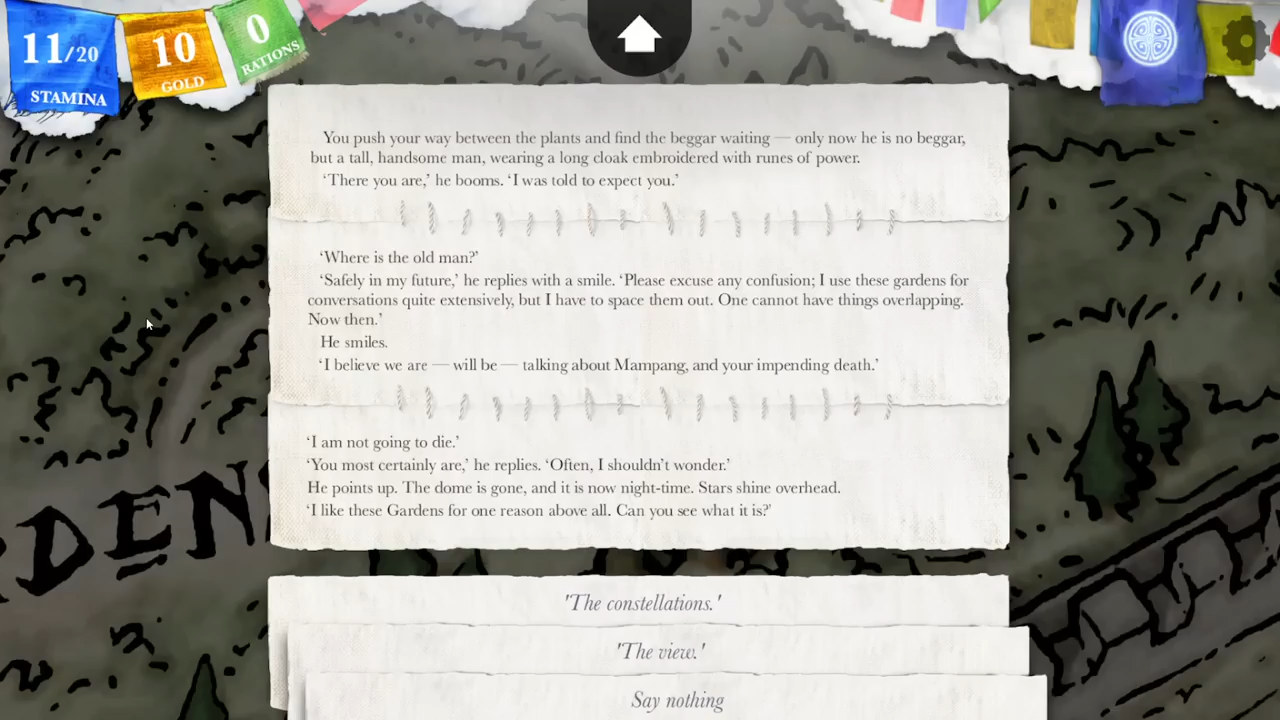 11/20
STAMINA
10
GOLD
0
RATIONS
You push your way between the plants and find the beggar waiting — only now he is no beggar,
but a tall, handsome man, wearing a long cloak embroidered with runes of power.
‘There you are,’ he booms. ‘I was told to expect you.’
‘Where is the old man?’
‘Safely in my future,’ he replies with a smile. ‘Please excuse any confusion; I use these gardens for
conversations quite extensively, but I have to space them out. One cannot have things overlapping.
Now then.’
He smiles.
‘I believe we are — will be — talking about Mampang, and your impending death.’
‘I am not going to die.’
‘You most certainly are,’ he replies. ‘Often, I shouldn’t wonder.’
He points up. The dome is gone, and it is now night-time. Stars shine overhead.
‘I like these Gardens for one reason above all. Can you see what it is?'
DEN
'The constellations.'
'The view.'
Say nothing